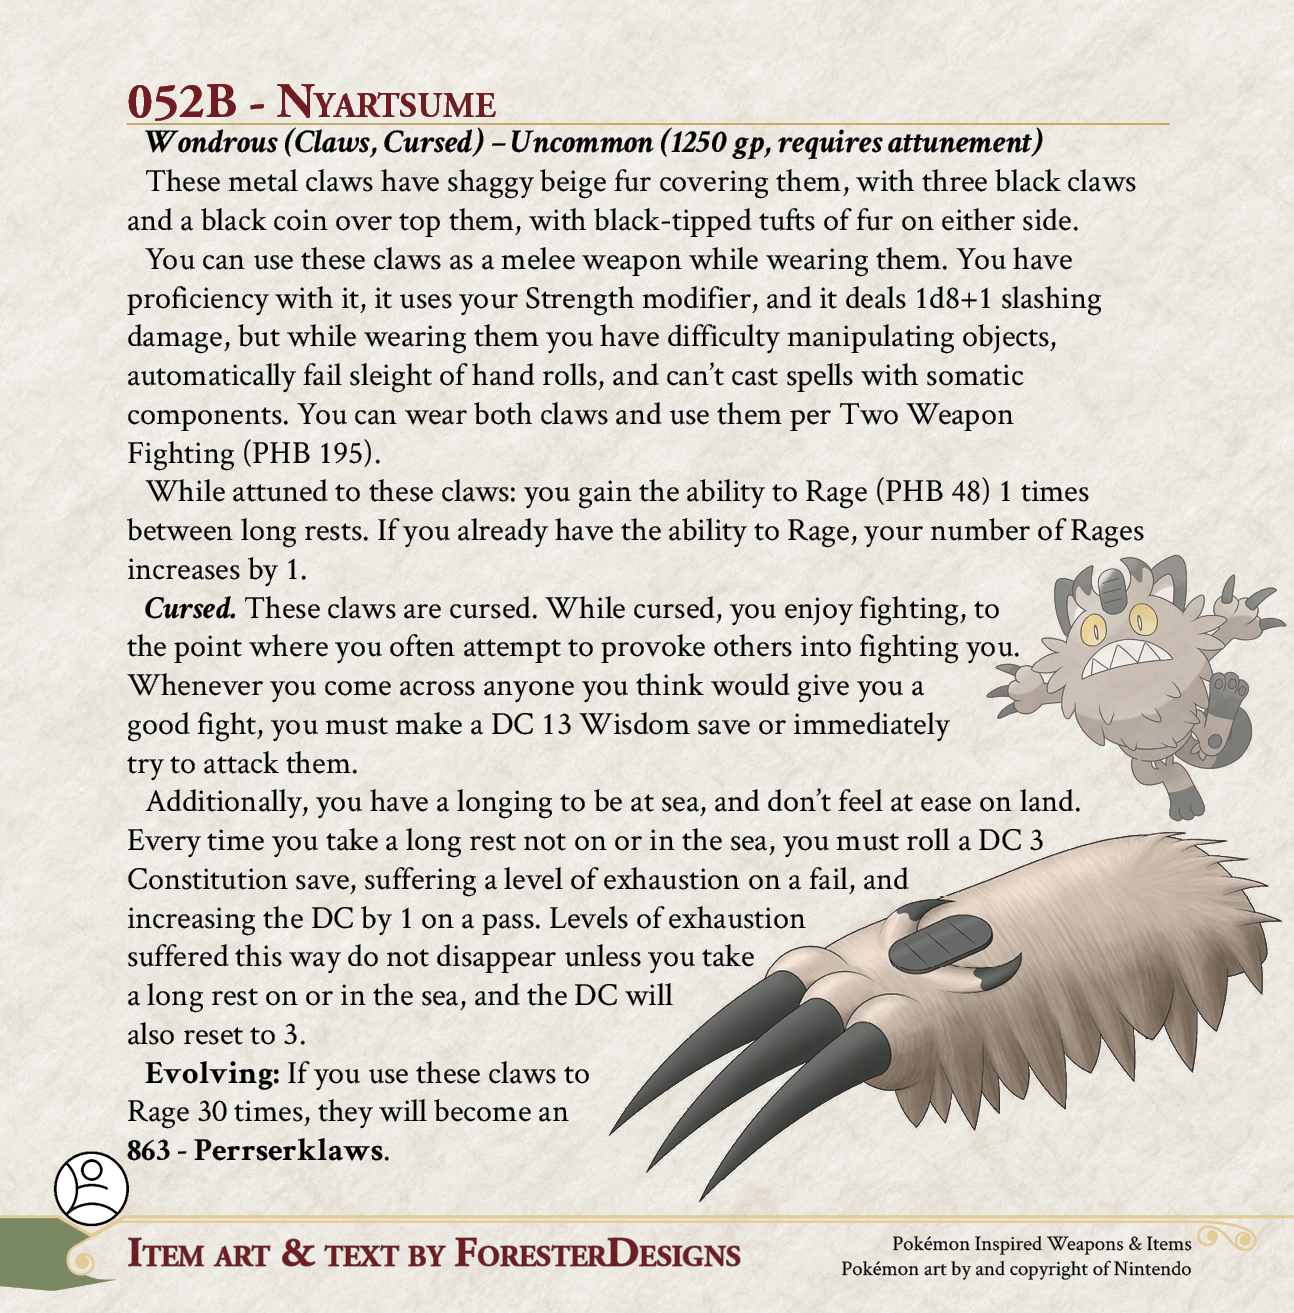 052B - Nyartsume
Wondrous (Claws, Cursed) – Uncommon (1250 gp, requires attunement)
These metal claws have shaggy beige fur covering them, with three black claws
and a black coin over top them, with black-tipped tufts of fur on either side.
You can use these claws as a melee weapon while wearing them. You have
proficiency with it, it uses your Strength modifier, and it deals 1d8+1 slashing
damage, but while wearing them you have difficulty manipulating objects,
automatically fail sleight of hand rolls, and can’t cast spells with somatic
components. You can wear both claws and use them per Two Weapon
Fighting (PHB 195).
While attuned to these claws: you gain the ability to Rage (PHB 48) 1 times
between long rests. If you already have the ability to Rage, your number of Rages
increases by 1.
Cursed. These claws are cursed. While cursed, you enjoy fighting, to
the point where you often attempt to provoke others into fighting you.
Whenever you come across anyone you think would give you a
good fight, you must make a DC 13 Wisdom save or immediately
try to attack them.
Additionally, you have a longing to be at sea, and don’t feel at ease on land.
Every time you take a long rest not on or in the sea, you must roll a DC 3
Constitution save, suffering a level of exhaustion on a fail, and
increasing the DC by 1 on a pass. Levels of exhaustion
suffered this way do not disappear unless you take
a long rest on or in the sea, and the DC will
also reset to 3.
Evolving: If you use these claws to
Rage 30 times, they will become an
863 - Perrserklaws.
Item art & text by ForesterDesigns
Pokémon Inspired Weapons & Items
Pokémon art by and copyright of Nintendo